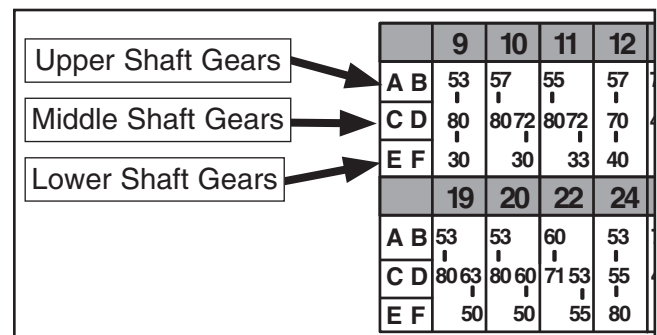 Upper Shaft Gears
Middle Shaft Gears
Lower Shaft Gears
9 10 11 12
A B 53 57 55 57
C D 80 80 72 80 72 70
E F 30 30 33 40
19 20 22 24
A B 53 53 60 53
C D 80 63 80 60 71 53 55
E F 50 50 55 80